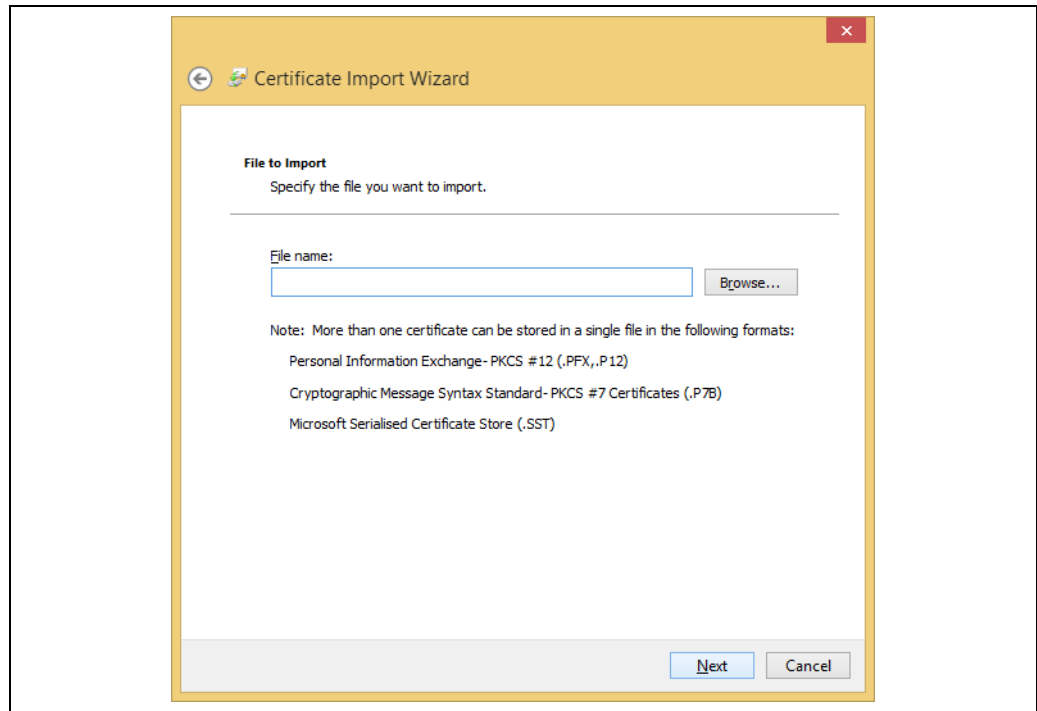 Certificate Import Wizard
File to Import
Specify the file you want to import.
File name:
Browse...
Note: More than one certificate can be stored in a single file in the following formats:
Personal Information Exchange- PKCS #12 (.PFX,.P12)
Cryptographic Message Syntax Standard- PKCS #7 Certificates (.P7B)
Microsoft Serialised Certificate Store (.SST)
Next Cancel